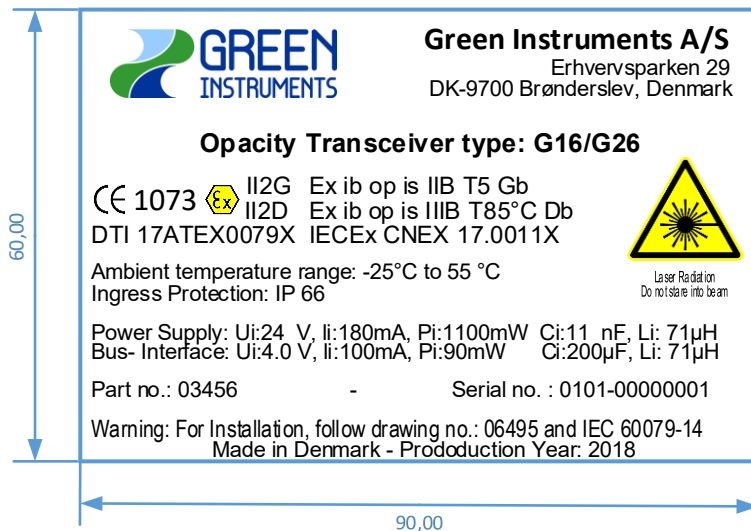 GREEN
INSTRUMENTS
Green Instruments A/S
Erhvervsparken 29
DK-9700 Brønderslev, Denmark
Opacity Transceiver type: G16/G26
CE 1073 Ex II2G Ex ib op is IIB T5 Gb
II2D Ex ib op is IIIB T85°C Db
DTI 17ATEX0079X IECEx CNEX 17.0011X
Laser Radiation
Do not stare into beam
Ambient temperature range: -25°C to 55 °C
Ingress Protection: IP 66
Power Supply: Ui:24 V, Ii:180mA, Pi:1100mW Ci:11 nF, Li: 71µH
Bus- Interface: Ui:4.0 V, Ii:100mA, Pi:90mW Ci:200µF, Li: 71µH
Part no.: 03456 - Serial no. : 0101-00000001
Warning: For Installation, follow drawing no.: 06495 and IEC 60079-14
Made in Denmark - Prododuction Year: 2018
60,00
90,00